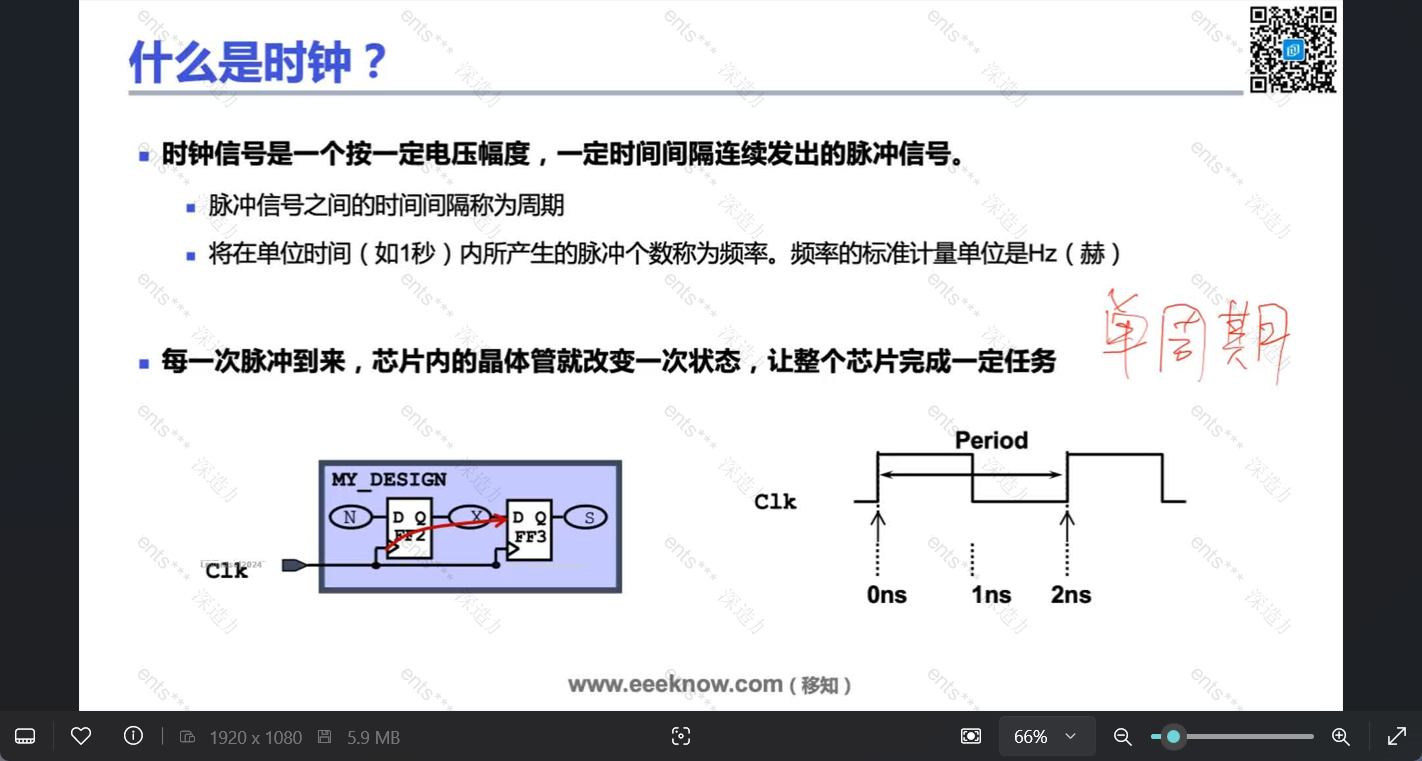 什么是时钟？
时钟信号是一个按一定电压幅度，一定时间间隔连续发出的脉冲信号。
脉冲信号之间的时间间隔称为周期
将在单位时间（如1秒）内所产生的脉冲个数称为频率。频率的标准计量单位是Hz（赫）
单周期
每一次脉冲到来，芯片内的晶体管就改变一次状态，让整个芯片完成一定任务
MY_DESIGN
N D Q X D Q S
FF2 FF3
Clk
Period
Clk
0ns 1ns 2ns
www.eeeknow.com（移知）
1920 x 1080 5.9 MB 66%